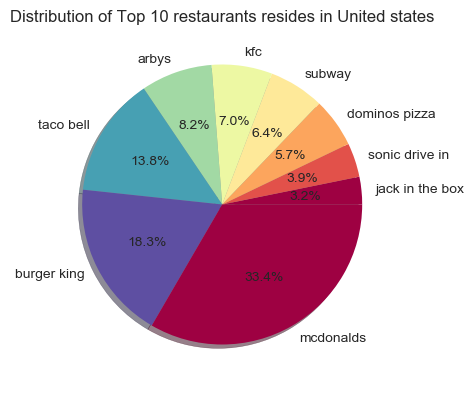 Distribution of Top 10 restaurants resides in United states
kfc
arbys
subway
dominos pizza
7.0%
8.2%
taco bell
6.4%
5.7%
sonic drive in
13.8%
3.9%
jack in the box
3.2%
18.3%
burger king
33.4%
mcdonalds